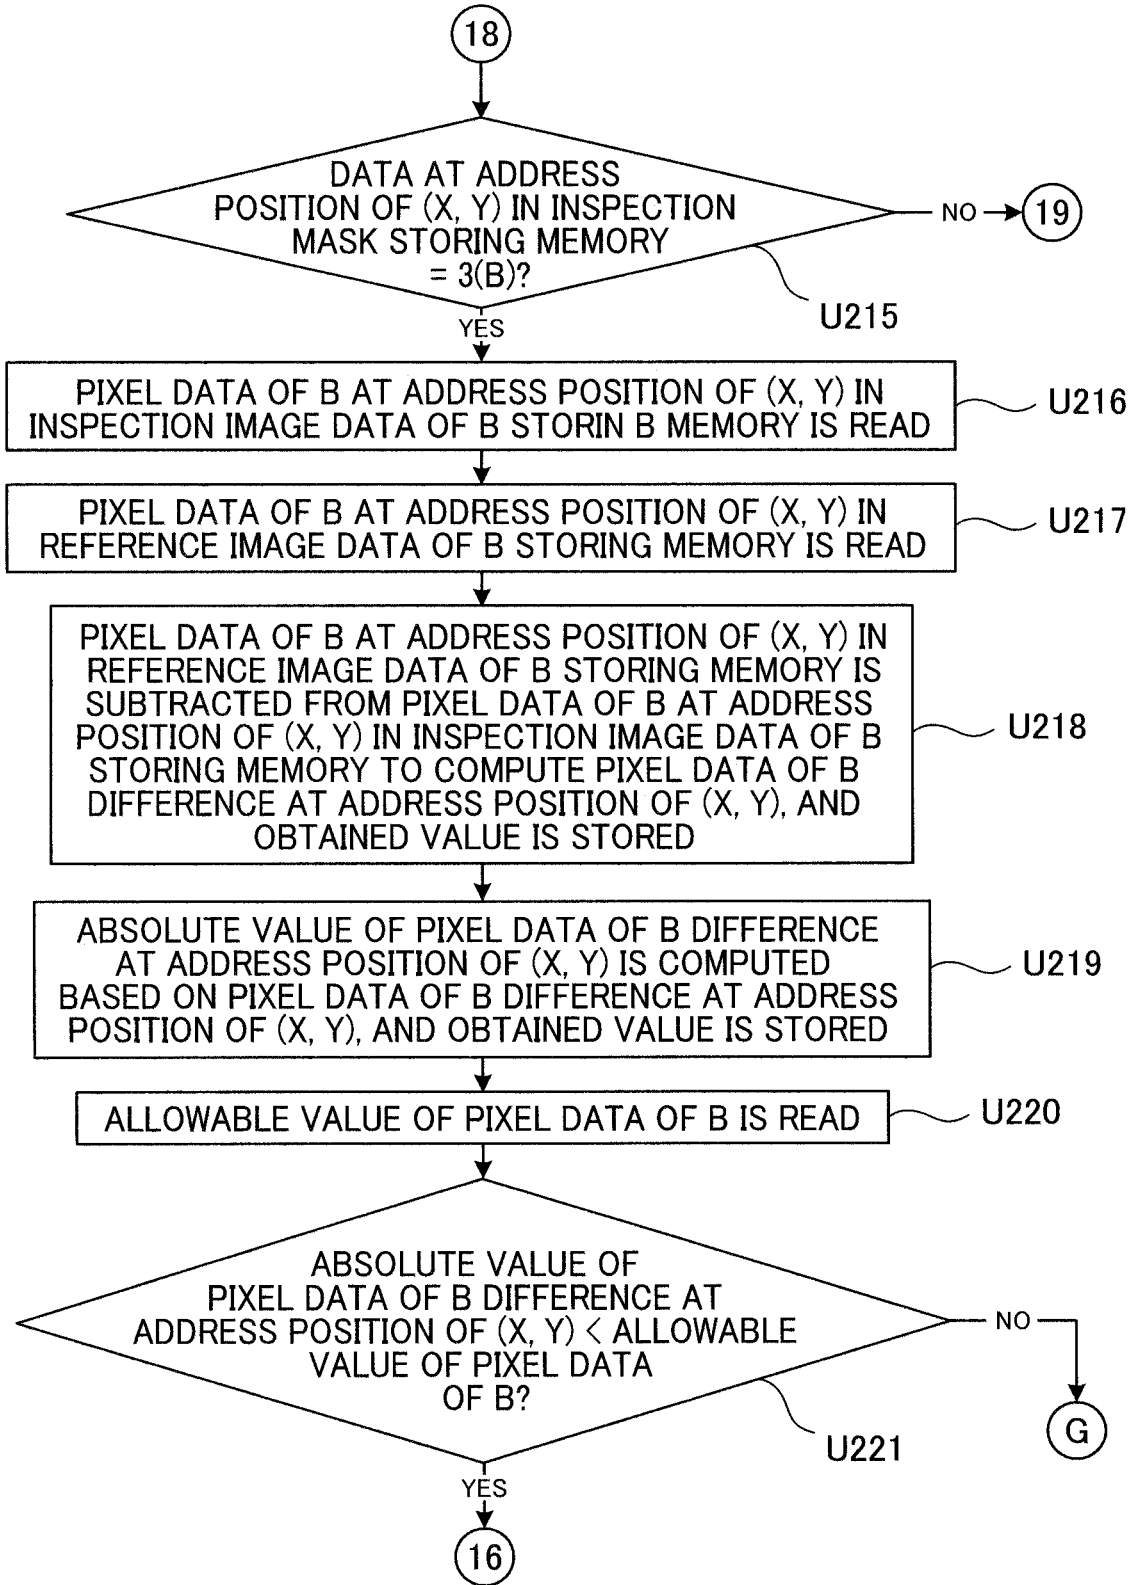 18
DATA AT ADDRESS
POSITION OF (X, Y) IN INSPECTION
MASK STORING MEMORY
= 3(B)?
NO
19
U215
YES
PIXEL DATA OF B AT ADDRESS POSITION OF (X, Y) IN
INSPECTION IMAGE DATA OF B STORIN B MEMORY IS READ
U216
PIXEL DATA OF B AT ADDRESS POSITION OF (X, Y) IN
REFERENCE IMAGE DATA OF B STORING MEMORY IS READ
U217
PIXEL DATA OF B AT ADDRESS POSITION OF (X, Y) IN
REFERENCE IMAGE DATA OF B STORING MEMORY IS
SUBTRACTED FROM PIXEL DATA OF B AT ADDRESS
POSITION OF (X, Y) IN INSPECTION IMAGE DATA OF B
STORING MEMORY TO COMPUTE PIXEL DATA OF B
DIFFERENCE AT ADDRESS POSITION OF (X, Y), AND
OBTAINED VALUE IS STORED
U218
ABSOLUTE VALUE OF PIXEL DATA OF B DIFFERENCE
AT ADDRESS POSITION OF (X, Y) IS COMPUTED
BASED ON PIXEL DATA OF B DIFFERENCE AT ADDRESS
POSITION OF (X, Y), AND OBTAINED VALUE IS STORED
U219
ALLOWABLE VALUE OF PIXEL DATA OF B IS READ
U220
ABSOLUTE VALUE OF
PIXEL DATA OF B DIFFERENCE AT
ADDRESS POSITION OF (X, Y) < ALLOWABLE
VALUE OF PIXEL DATA
OF B?
NO
G
U221
YES
16